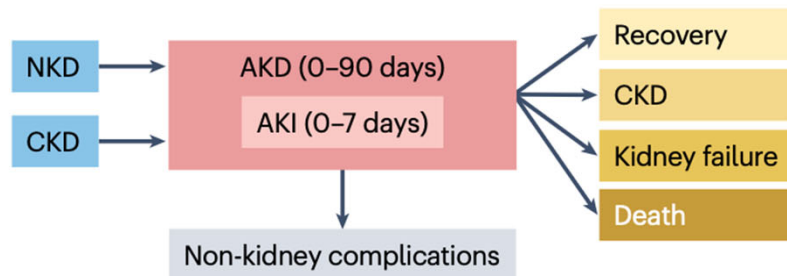 NKD
CKD
AKD (0–90 days)
AKI (0–7 days)
Non-kidney complications
Recovery
CKD
Kidney failure
Death